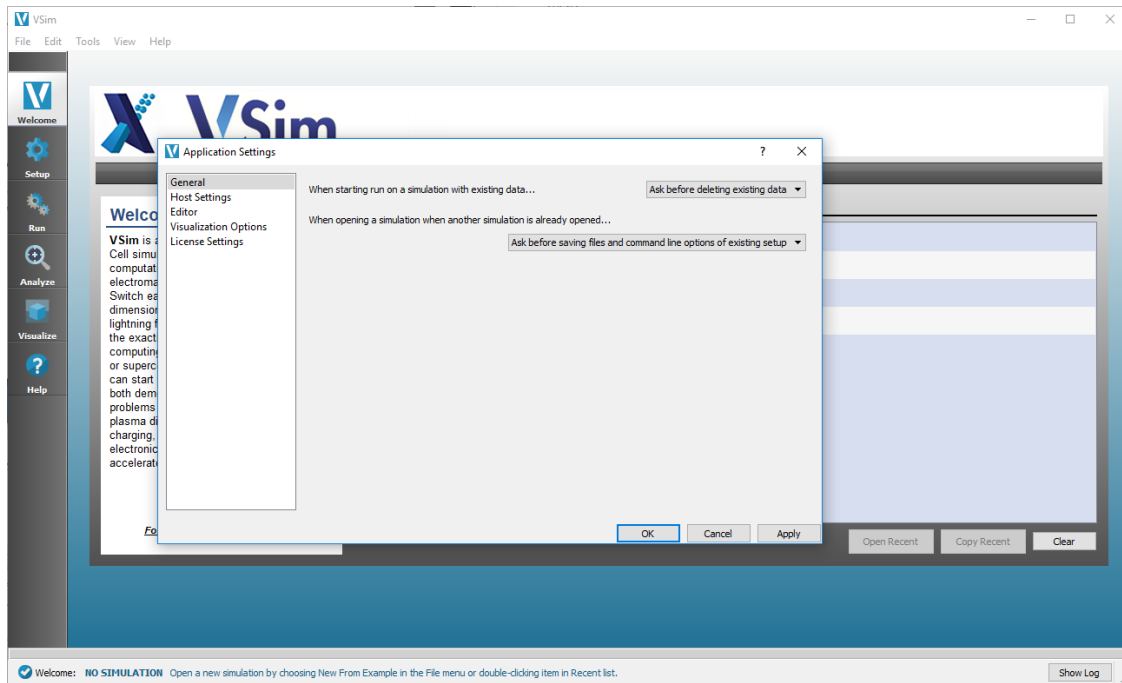 VSim
File Edit Tools View Help
Welcome
Setup
Run
Analyze
Visualize
Help
VSim
Application Settings
?
General
Host Settings
Editor
Visualization Options
License Settings
When starting run on a simulation with existing data...
Ask before deleting existing data
When opening a simulation when another simulation is already opened...
Ask before saving files and command line options of existing setup
OK Cancel Apply
VSim is
Cell simu
computat
electroma
Switch ea
dimension
lightning
the exact
computing
or superc
can start
both dem
problems
plasma di
charging,
electronic
accelerat
Fo
Open Recent Copy Recent Clear
Welcome: NO SIMULATION Open a new simulation by choosing New From Example in the File menu or double-clicking item in Recent list.
Show Log